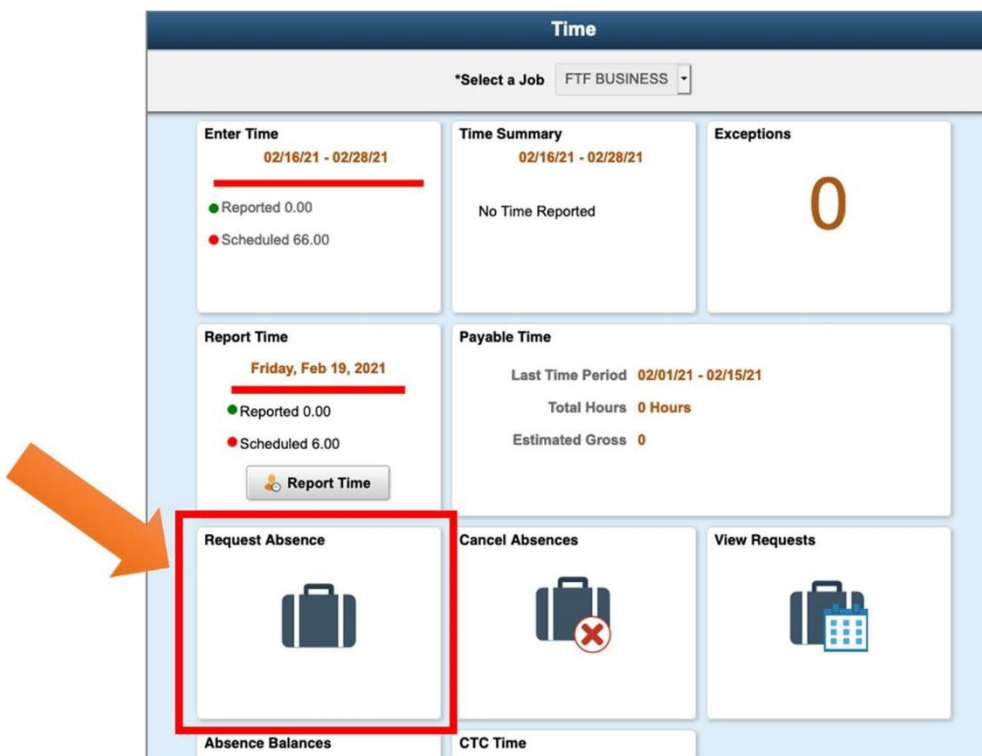 Time
*Select a Job FTF BUSINESS
Enter Time
02/16/21 - 02/28/21
Reported 0.00
Scheduled 66.00
Time Summary
02/16/21 - 02/28/21
No Time Reported
Exceptions
0
Report Time
Friday, Feb 19, 2021
Reported 0.00
Scheduled 6.00
Report Time
Payable Time
Last Time Period 02/01/21 - 02/15/21
Total Hours 0 Hours
Estimated Gross 0
Request Absence
Cancel Absences
View Requests
Absence Balances
CTC Time